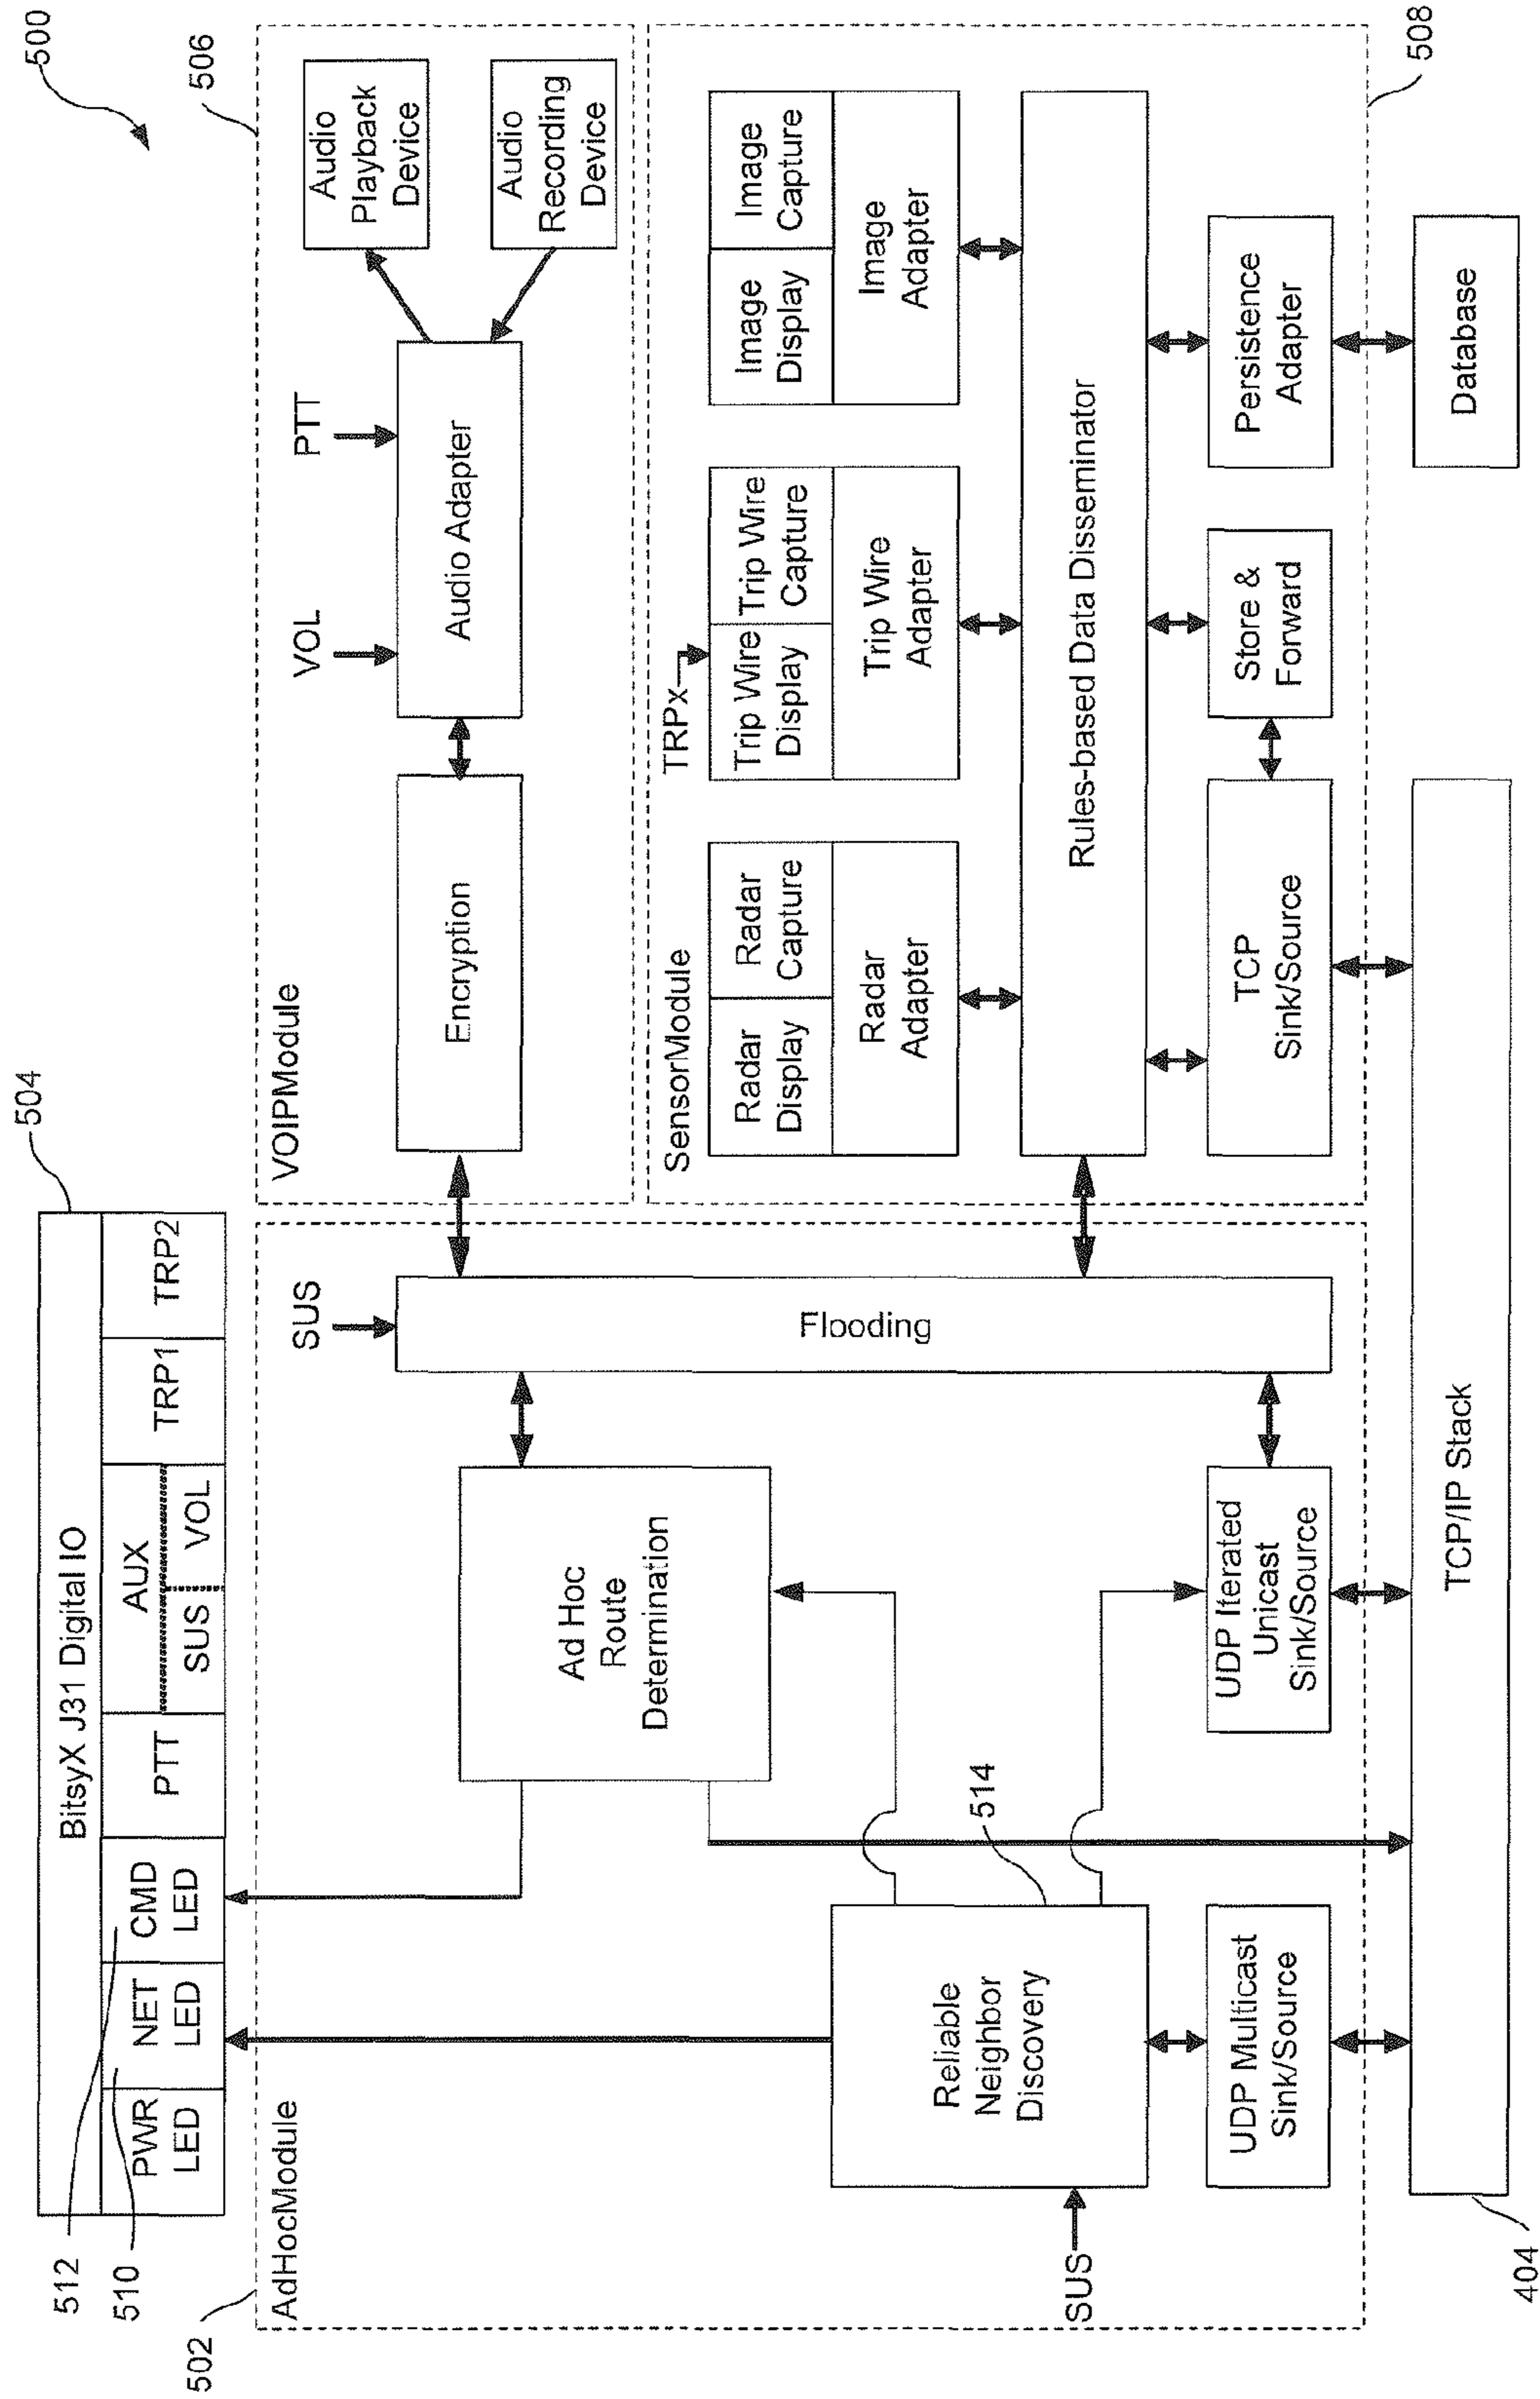 500
504
BitsyX J31 Digital IO
PWR
LED
NET
LED
CMD
LED
PTT
AUX
SUS
VOL
TRP1
TRP2
512
510
502
506
AdHocModule
SUS
Flooding
Ad Hoc
Route
Determination
Reliable
Neighbor
Discovery
514
SUS
UDP Multicast
Sink/Source
UDP Iterated
Unicast
Sink/Source
VOIPModule
VOL
PTT
Encryption
Audio Adapter
Audio
Playback
Device
Audio
Recording
Device
SensorModule
TRPx
Radar
Display
Radar
Capture
Radar
Adapter
Trip Wire
Display
Trip Wire
Capture
Trip Wire
Adapter
Image
Display
Image
Capture
Image
Adapter
Rules-based Data Disseminator
TCP
Sink/Source
Store &
Forward
Persistence
Adapter
508
TCP/IP Stack
Database
404